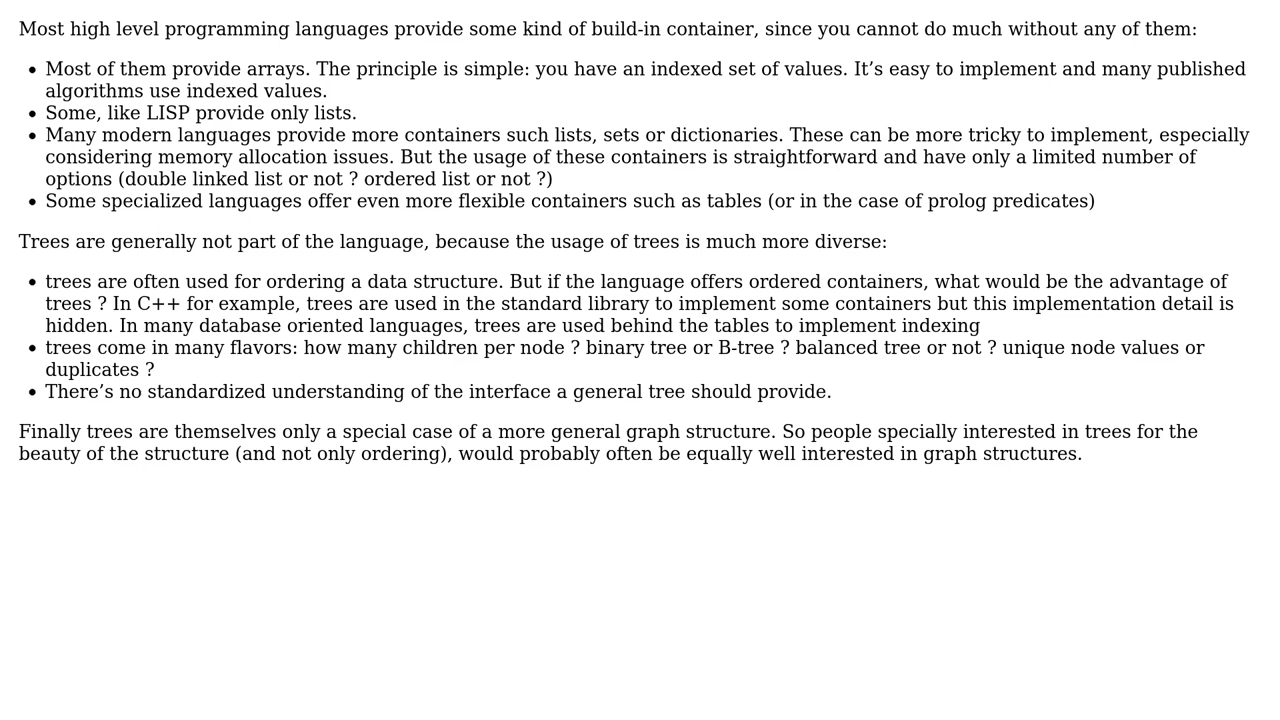 Most high level programming languages provide some kind of build-in container, since you cannot do much without any of them:
• Most of them provide arrays. The principle is simple: you have an indexed set of values. It’s easy to implement and many published
algorithms use indexed values.
• Some, like LISP provide only lists.
• Many modern languages provide more containers such lists, sets or dictionaries. These can be more tricky to implement, especially
considering memory allocation issues. But the usage of these containers is straightforward and have only a limited number of
options (double linked list or not ? ordered list or not ?)
• Some specialized languages offer even more flexible containers such as tables (or in the case of prolog predicates)
Trees are generally not part of the language, because the usage of trees is much more diverse:
• trees are often used for ordering a data structure. But if the language offers ordered containers, what would be the advantage of
trees ? In C++ for example, trees are used in the standard library to implement some containers but this implementation detail is
hidden. In many database oriented languages, trees are used behind the tables to implement indexing
• trees come in many flavors: how many children per node ? binary tree or B-tree ? balanced tree or not ? unique node values or
duplicates ?
• There’s no standardized understanding of the interface a general tree should provide.
Finally trees are themselves only a special case of a more general graph structure. So people specially interested in trees for the
beauty of the structure (and not only ordering), would probably often be equally well interested in graph structures.